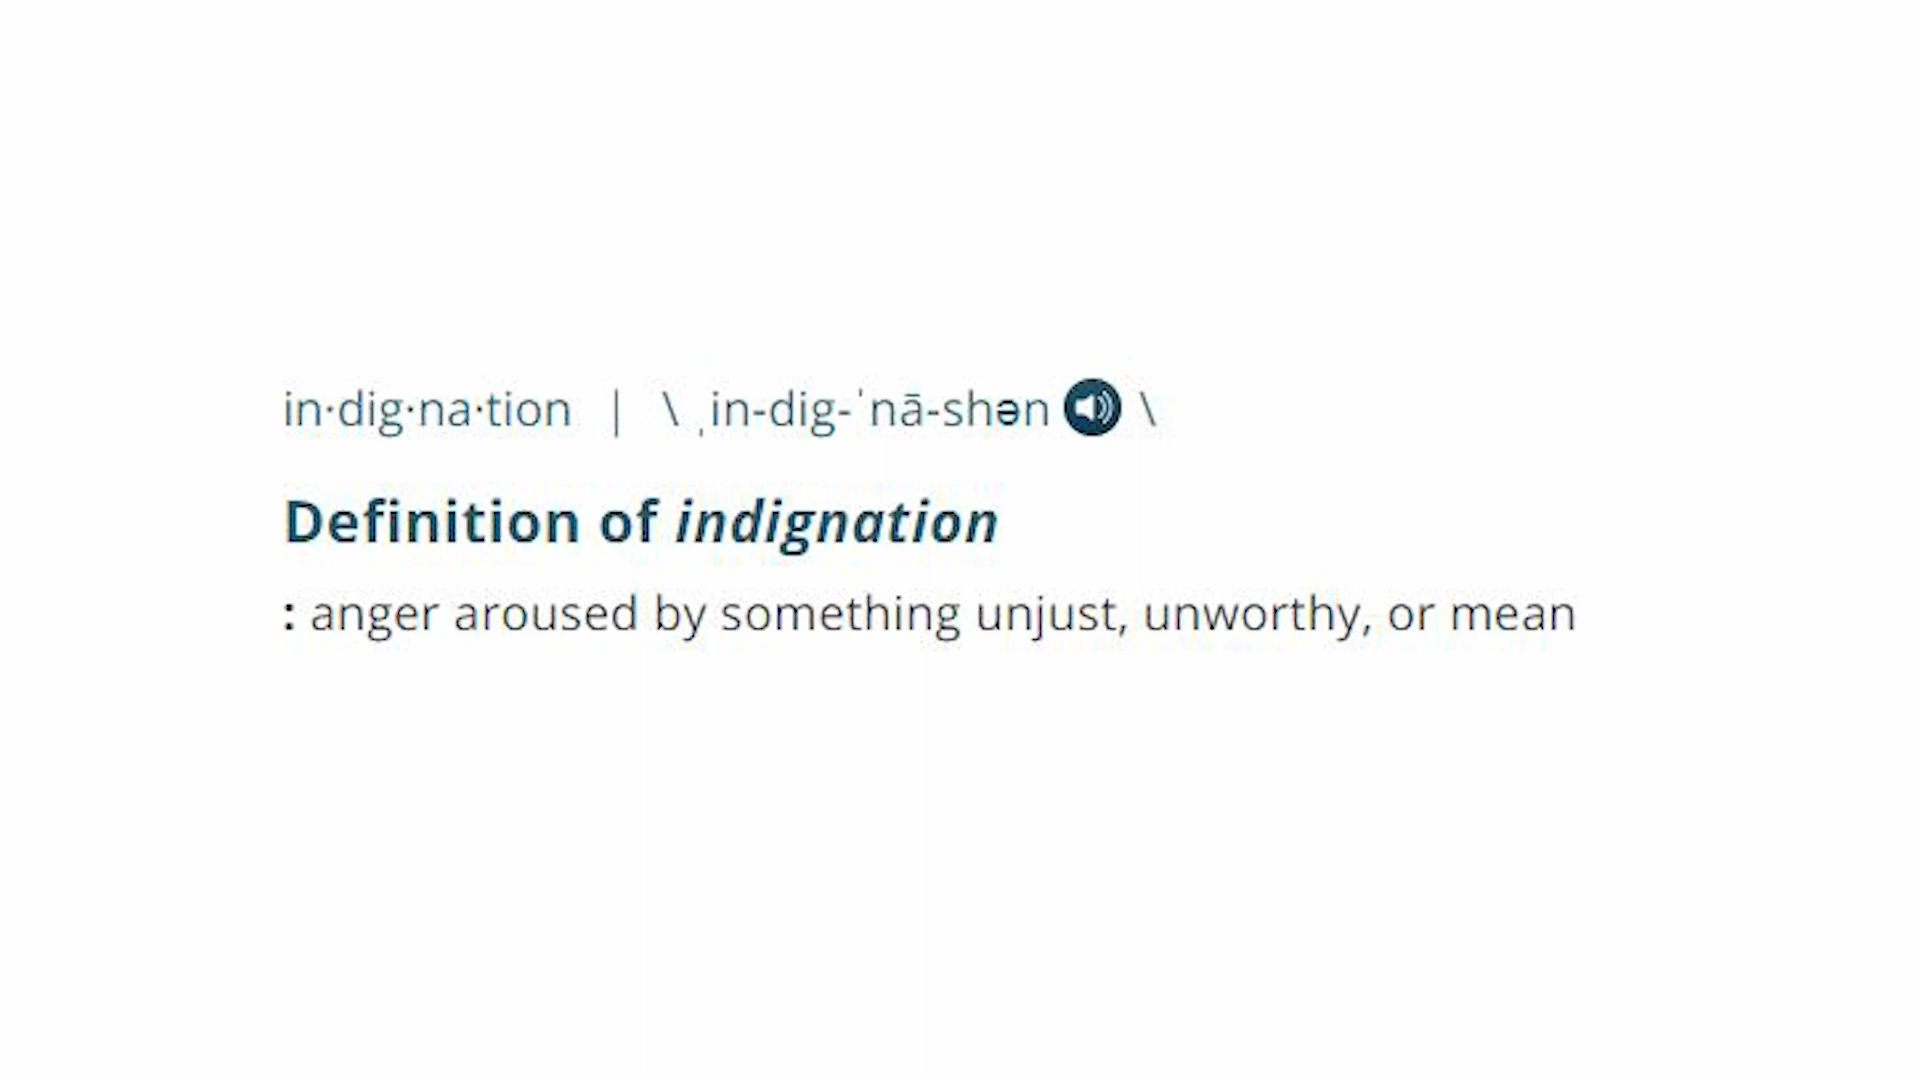 in·dig·na·tion | \ ˌin-dig-ˈnā-shən \
Definition of indignation
: anger aroused by something unjust, unworthy, or mean